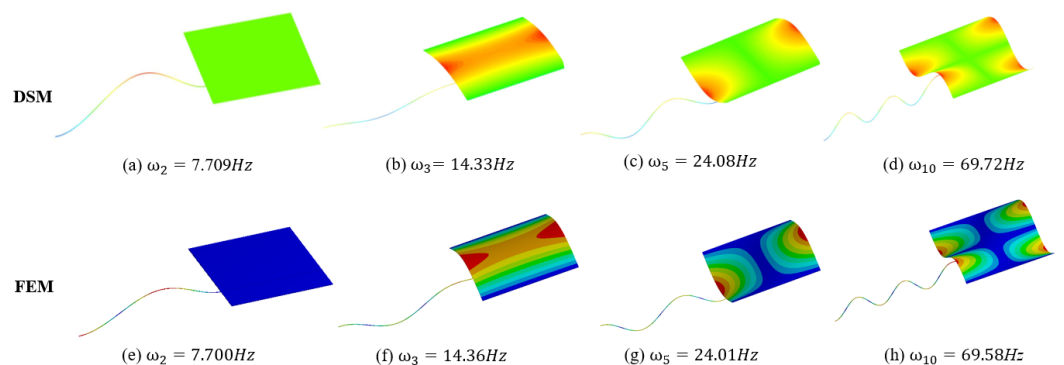 DSM
(a) ω₂ = 7.709Hz
(b) ω₃= 14.33Hz
(c) ω₅ = 24.08Hz
(d) ω₁₀ = 69.72Hz
FEM
(e) ω₂ = 7.700Hz
(f) ω₃ = 14.36Hz
(g) ω₅ = 24.01Hz
(h) ω₁₀ = 69.58Hz